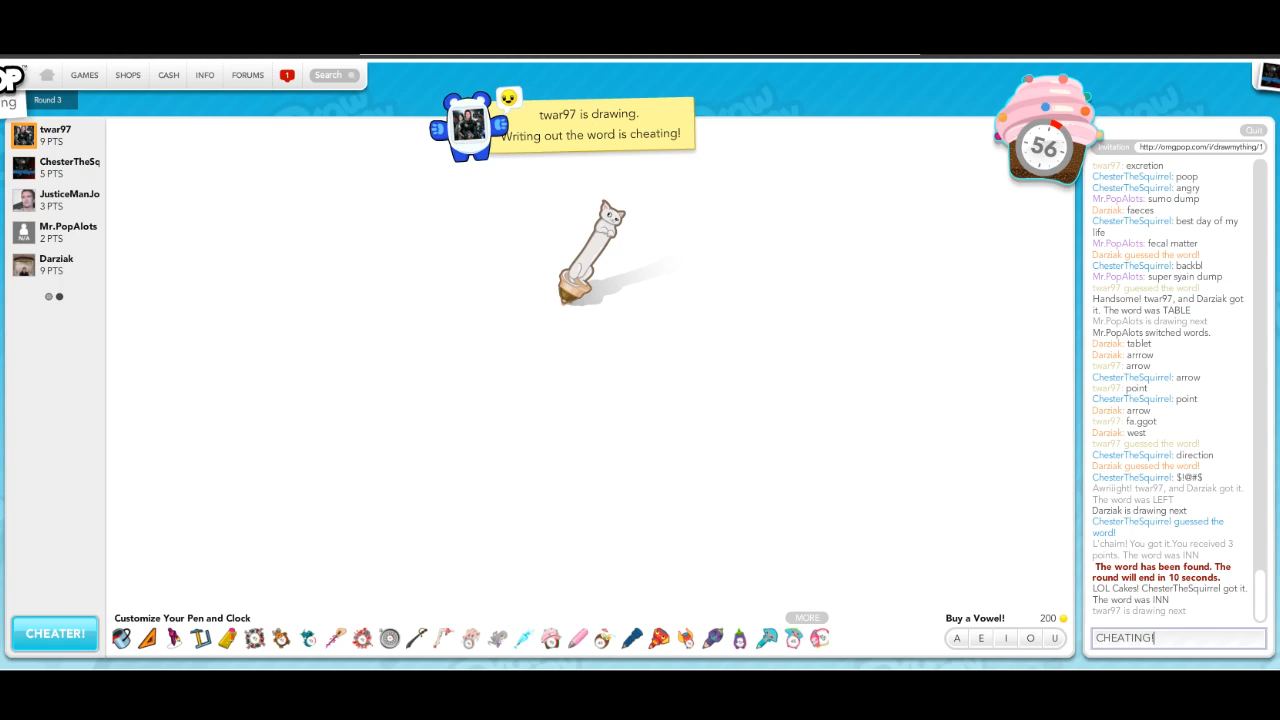 OP™
GAMES SHOPS CASH INFO FORUMS 1 Search
ng Round 3
twar97
9 PTS
ChesterTheSq
5 PTS
JusticeManJo
3 PTS
N/A
Mr.PopAlots
2 PTS
Darziak
9 PTS
CHEATER!
twar97 is drawing.
Writing out the word is cheating!
56
Customize Your Pen and Clock
MORE
Buy a Vowel! 200
A E I O U
Quit
http://omgpop.com/i/drawmything/1
twar97: excretion
ChesterTheSquirrel: poop
ChesterTheSquirrel: angry
Mr.PopAlots: sumo dump
Darziak: faeces
ChesterTheSquirrel: best day of my
life
Mr.PopAlots: fecal matter
Darziak guessed the word!
ChesterTheSquirrel: backbl
Mr.PopAlots: super syain dump
twar97 guessed the word!
Handsome! twar97, and Darziak got
it. The word was TABLE
Mr.PopAlots is drawing next
Mr.PopAlots switched words.
Darziak: tablet
Darziak: arrrow
twar97: arrow
ChesterTheSquirrel: arrow
twar97: point
ChesterTheSquirrel: point
Darziak: arrow
twar97: fa.ggot
Darziak: west
twar97 guessed the word!
ChesterTheSquirrel: direction
Darziak guessed the word!
ChesterTheSquirrel: $!@#$
Awriiight! twar97, and Darziak got it.
The word was LEFT
Darziak is drawing next
ChesterTheSquirrel guessed the
word!
L'chaim! You got it.You received 3
points. The word was INN
The word has been found. The
round will end in 10 seconds.
LOL Cakes! ChesterTheSquirrel got it.
The word was INN
twar97 is drawing next
CHEATING!